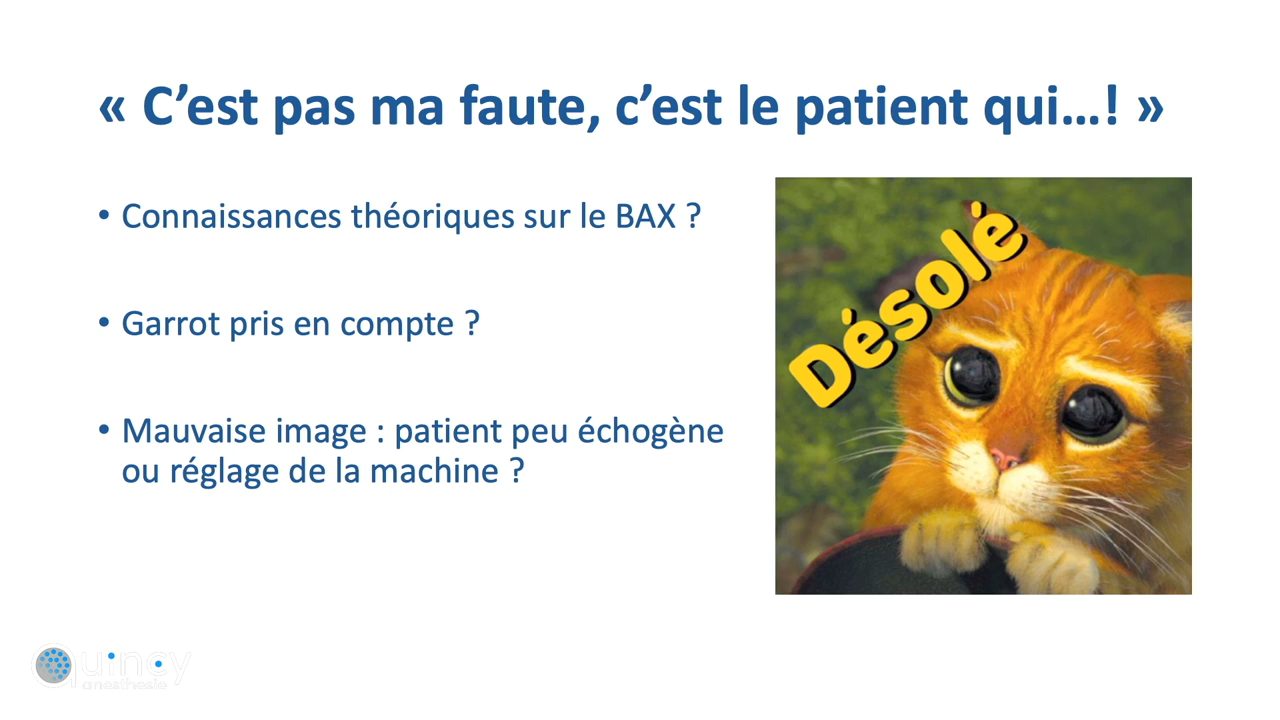 « C’est pas ma faute, c’est le patient qui…! »
• Connaissances théoriques sur le BAX ?
• Garrot pris en compte ?
• Mauvaise image : patient peu échogène
ou réglage de la machine ?
Désolé
Quincy
anesthesie